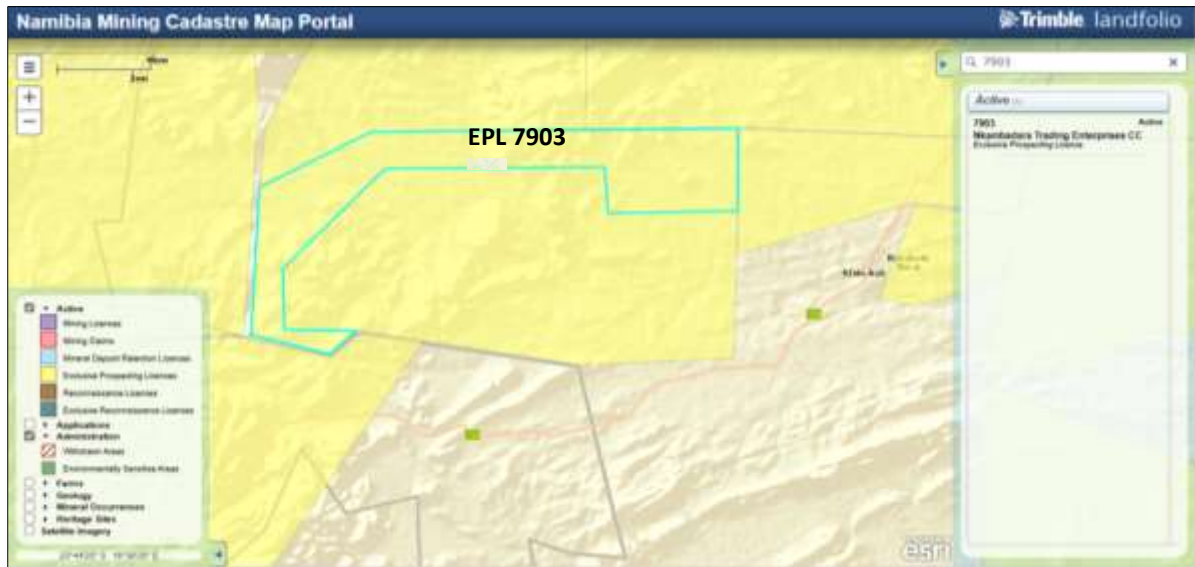 Namibia Mining Cadastre Map Portal
Trimble landfolio
7903
EPL 7903
Active
7903 Active
Nkambadara Trading Enterprises CC
Exclusive Prospecting Licence
Active
Mining Licenses
Mining Claims
Mineral Deposit Retention Licenses
Exclusive Prospecting Licenses
Reconnaissance Licenses
Exclusive Reconnaissance Licenses
Applications
Administration
Withdrawn Areas
Environmentally Sensitive Areas
Farms
Geology
Mineral Occurrences
Heritage Sites
Satellite Imagery
esri